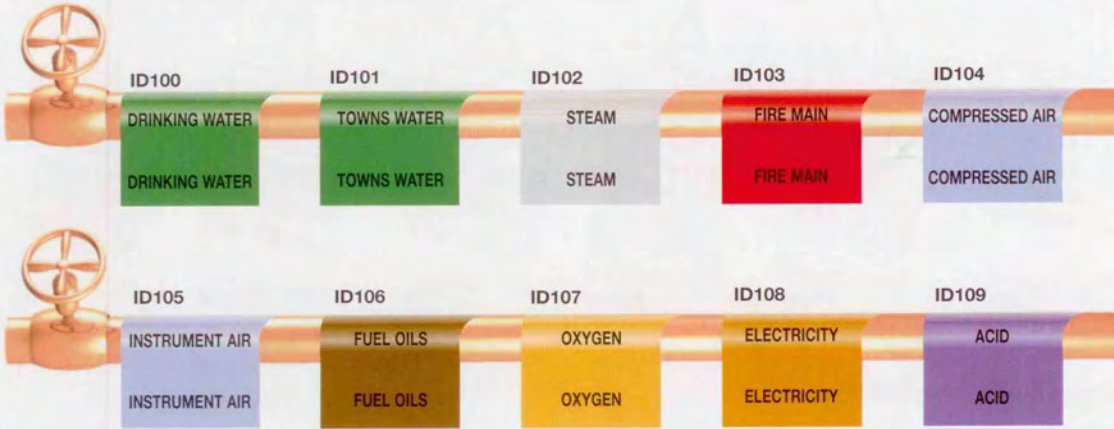 ID100 ID101 ID102 ID103 ID104
DRINKING WATER TOWNS WATER STEAM FIRE MAIN COMPRESSED AIR
DRINKING WATER TOWNS WATER STEAM FIRE MAIN COMPRESSED AIR
ID105 ID106 ID107 ID108 ID109
INSTRUMENT AIR FUEL OILS OXYGEN ELECTRICITY ACID
INSTRUMENT AIR FUEL OILS OXYGEN ELECTRICITY ACID